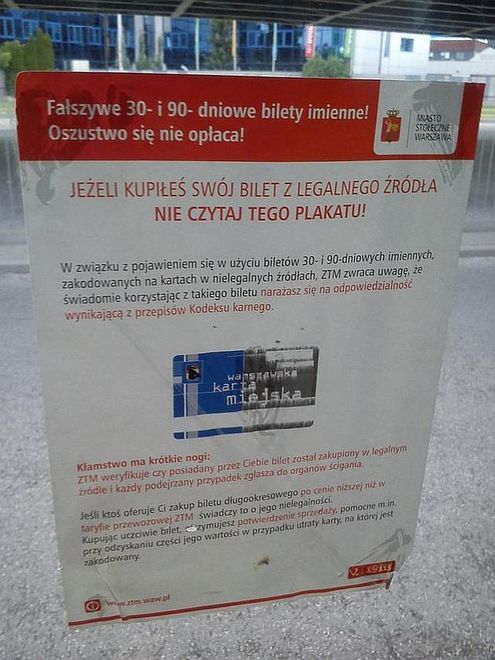 Fałszywe 30- i 90- dniowe bilety imienne!
Oszustwo się nie opłaca!
MIASTO
STOŁECZNE
WARSZAWA
JEŻELI KUPIŁEŚ SWÓJ BILET Z LEGALNEGO ŹRÓDŁA
NIE CZYTAJ TEGO PLAKATU!
W związku z pojawieniem się w użyciu biletów 30- i 90-dniowych imiennych,
zakodowanych na kartach w nielegalnych źródłach, ZTM zwraca uwagę, że
świadomie korzystając z takiego biletu narażasz się na odpowiedzialność
wynikającą z przepisów Kodeksu karnego.
warszawska
karta
miejska
Kłamstwo ma krótkie nogi:
ZTM weryfikuje czy posiadany przez Ciebie bilet został zakupiony w legalnym
źródle i każdy podejrzany przypadek zgłasza do organów ścigania.
Jeśli ktoś oferuje Ci zakup biletu długookresowego po cenie niższej niż w
taryfie przewozowej ZTM świadczy to o jego nielegalności.
Kupując uczciwie bilet, otrzymujesz potwierdzenie sprzedaży, pomocne m.in.
przy odzyskaniu części jego wartości w przypadku utraty karty, na której jest
zakodowany.
19115
www.ztm.waw.pl